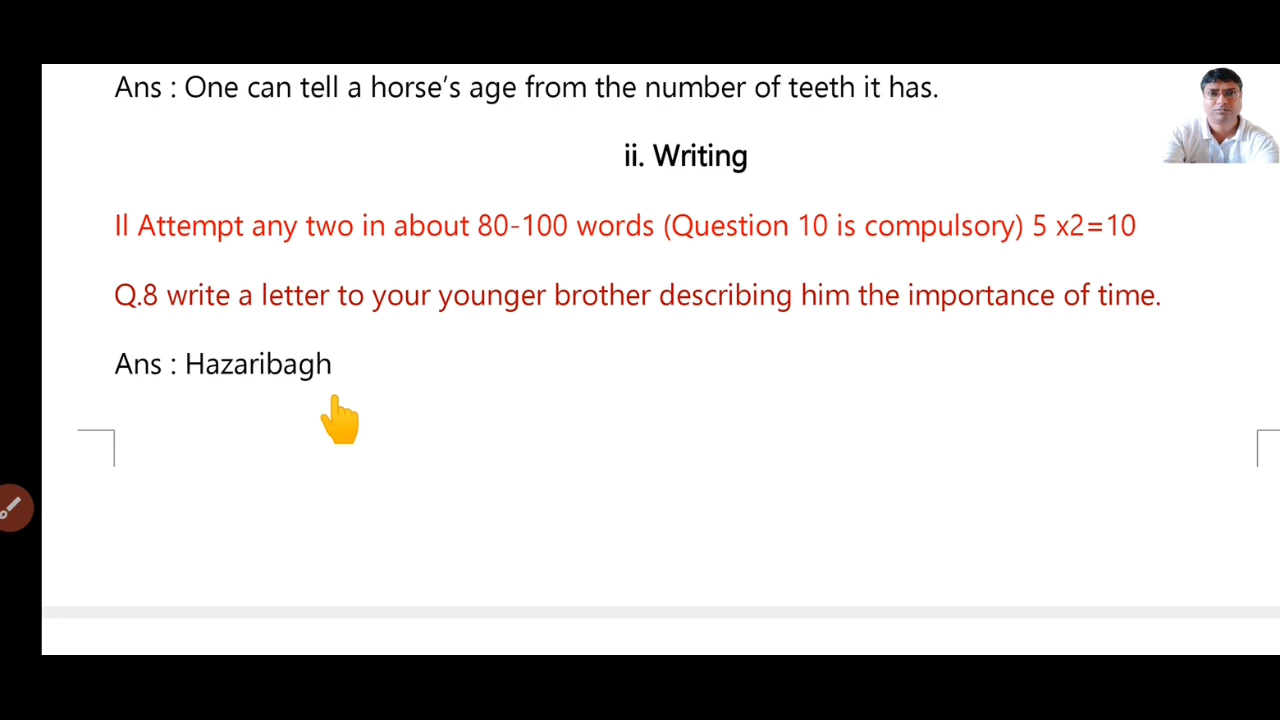 Ans : One can tell a horse's age from the number of teeth it has.
ii. Writing
Il Attempt any two in about 80-100 words (Question 10 is compulsory) 5 x2=10
Q.8 write a letter to your younger brother describing him the importance of time.
Ans : Hazaribagh